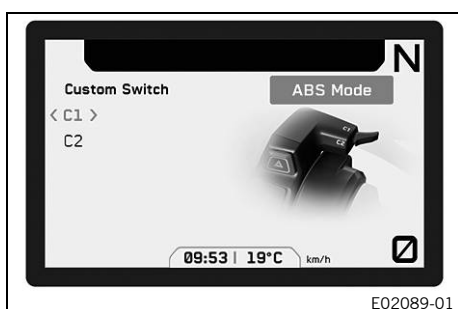 N
Custom Switch
ABS Mode
< C1 >
C2
C1
C2
09:53 | 19°C km/h
0
E02089-01